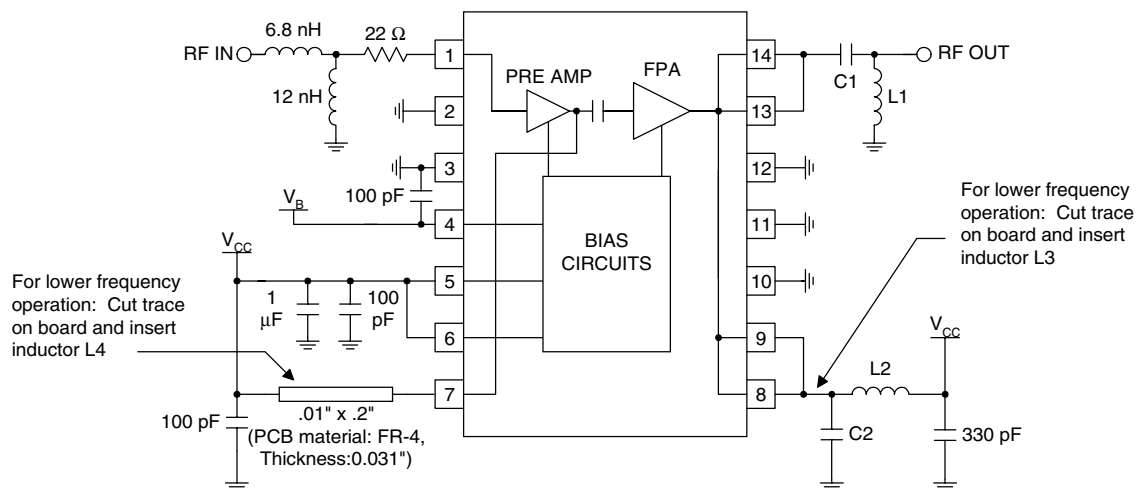 6.8 nH
22 Ω
RF IN
12 nH
1
2
3
4
5
6
7
PRE AMP
FPA
BIAS
CIRCUITS
14
13
12
11
10
9
8
C1
L1
RF OUT
100 pF
V_B
V_CC
For lower frequency
operation: Cut trace
on board and insert
inductor L4
1
µF
100
pF
100 pF
.01" x .2"
(PCB material: FR-4,
Thickness:0.031")
For lower frequency
operation: Cut trace
on board and insert
inductor L3
V_CC
L2
C2
330 pF